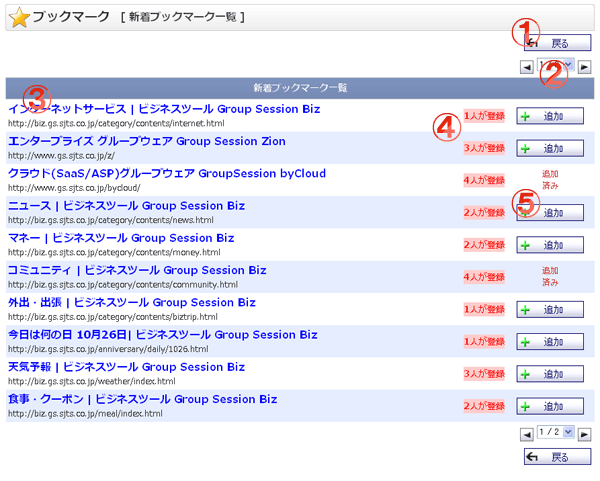 ブックマーク [ 新着ブックマーク一覧 ]
① 戻る
② 1 /
新着ブックマーク一覧
③
インターネットサービス | ビジネスツール Group Session Biz
http://biz.gs.sjts.co.jp/category/contents/internet.html
④ 1人が登録 追加
エンタープライズ グループウェア Group Session Zion
http://www.gs.sjts.co.jp/z/
3人が登録 追加
クラウド(SaaS/ASP)グループウェア GroupSession byCloud
http://www.gs.sjts.co.jp/bycloud/
4人が登録 追加
済み
ニュース | ビジネスツール Group Session Biz
http://biz.gs.sjts.co.jp/category/contents/news.html
2人が登録 ⑤ 追加
マネー | ビジネスツール Group Session Biz
http://biz.gs.sjts.co.jp/category/contents/money.html
2人が登録 追加
コミュニティ | ビジネスツール Group Session Biz
http://biz.gs.sjts.co.jp/category/contents/community.html
4人が登録 追加
済み
外出・出張 | ビジネスツール Group Session Biz
http://biz.gs.sjts.co.jp/category/contents/biztrip.html
1人が登録 追加
今日は何の日 10月26日| ビジネスツール Group Session Biz
http://biz.gs.sjts.co.jp/anniversary/daily/1026.html
1人が登録 追加
天気予報 | ビジネスツール Group Session Biz
http://biz.gs.sjts.co.jp/weather/index.html
3人が登録 追加
食事・クーポン | ビジネスツール Group Session Biz
http://biz.gs.sjts.co.jp/meal/index.html
2人が登録 追加
1 / 2
戻る